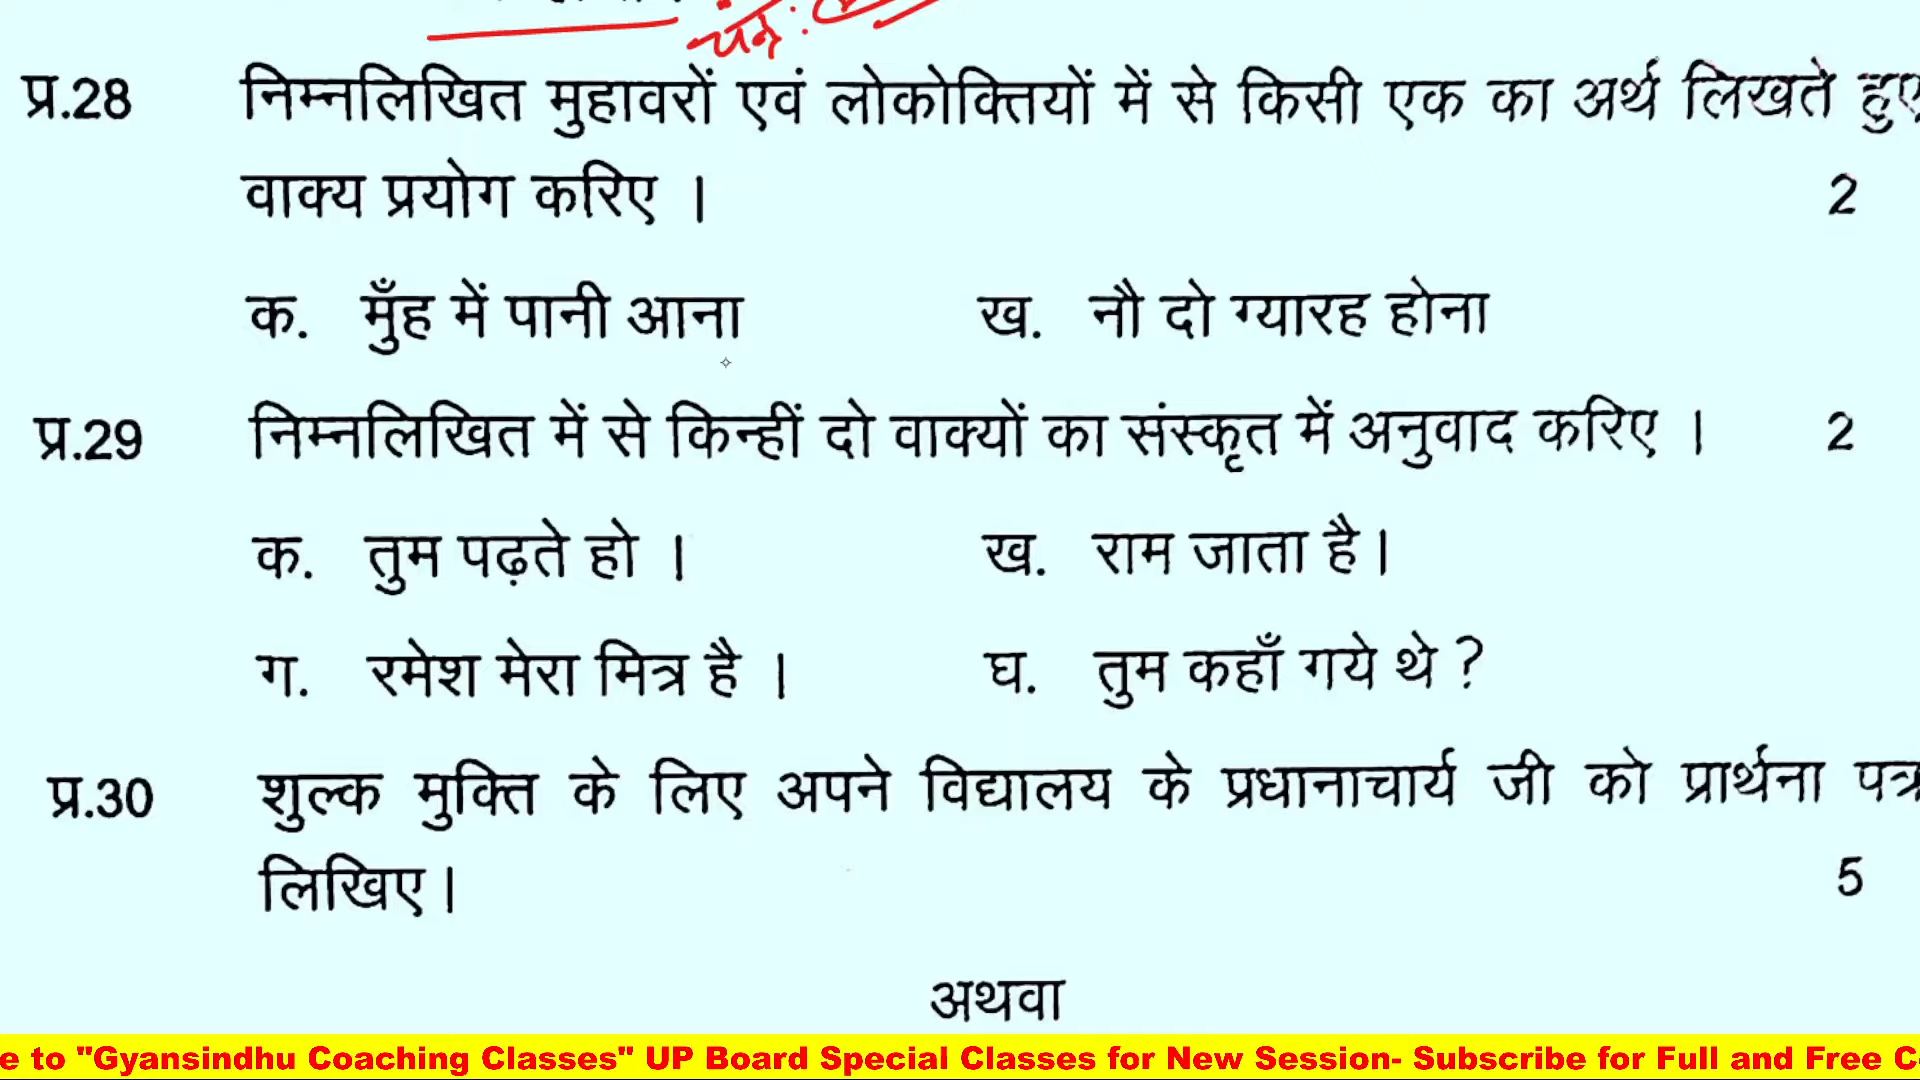 प्र.28 निम्नलिखित मुहावरों एवं लोकोक्तियों में से किसी एक का अर्थ लिखते हुए
वाक्य प्रयोग करिए । 2
क. मुँह में पानी आना ख. नौ दो ग्यारह होना
प्र.29 निम्नलिखित में से किन्हीं दो वाक्यों का संस्कृत में अनुवाद करिए । 2
क. तुम पढ़ते हो । ख. राम जाता है।
ग. रमेश मेरा मित्र है । घ. तुम कहाँ गये थे ?
प्र.30 शुल्क मुक्ति के लिए अपने विद्यालय के प्रधानाचार्य जी को प्रार्थना पत्र
लिखिए। 5
अथवा
e to "Gyansindhu Coaching Classes" UP Board Special Classes for New Session- Subscribe for Full and Free C